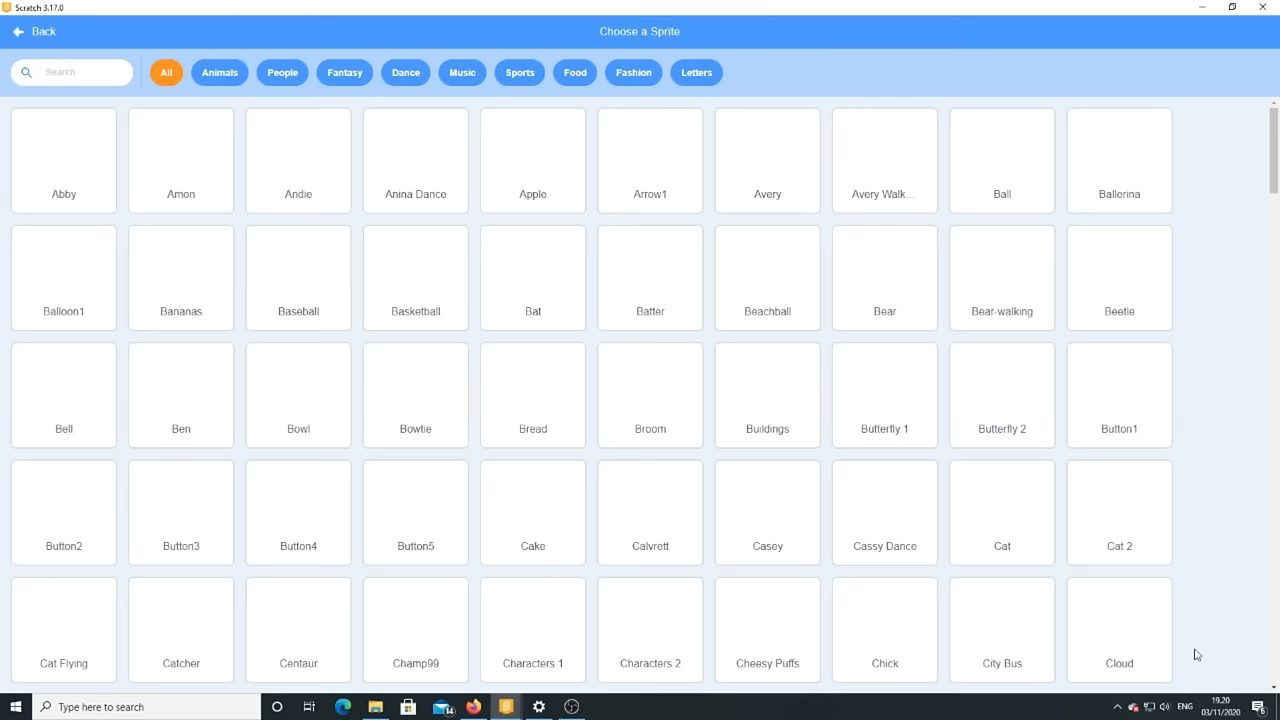 Scratch 3.17.0
Back
Choose a Sprite
Search
All
Animals
People
Fantasy
Dance
Music
Sports
Food
Fashion
Letters
Abby
Amon
Andie
Anina Dance
Apple
Arrow1
Avery
Avery Walk...
Ball
Ballerina
Balloon1
Bananas
Baseball
Basketball
Bat
Batter
Beachball
Bear
Bear-walking
Beetle
Bell
Ben
Bowl
Bowtie
Bread
Broom
Buildings
Butterfly 1
Butterfly 2
Button1
Button2
Button3
Button4
Button5
Cake
Calvrett
Casey
Cassy Dance
Cat
Cat 2
Cat Flying
Catcher
Centaur
Champ99
Characters 1
Characters 2
Cheesy Puffs
Chick
City Bus
Cloud
Type here to search
14
ENG
19.20
03/11/2020
6